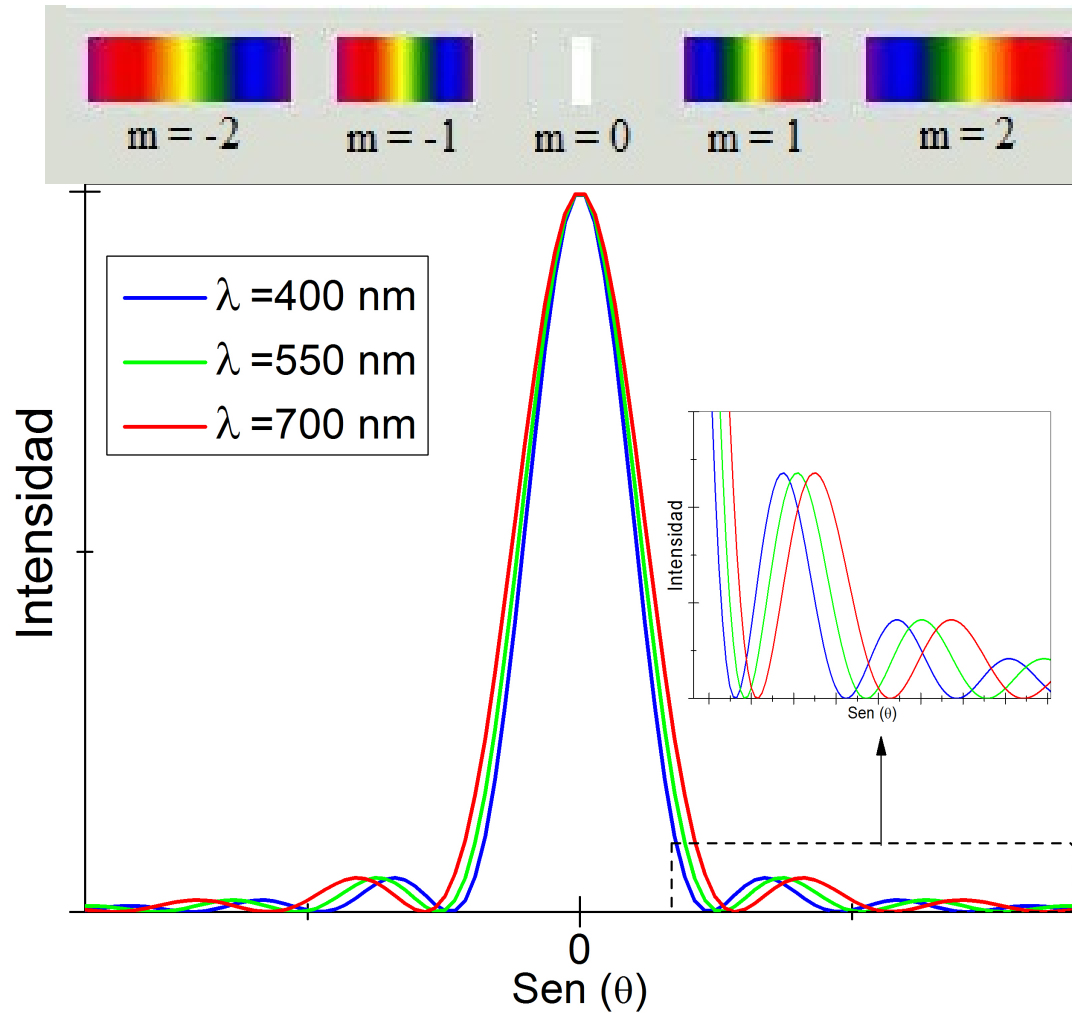 m = -2
m = -1
m = 0
m = 1
m = 2
λ =400 nm
λ =550 nm
λ =700 nm
Intensidad
Intensidad
Sen (θ)
0
Sen (θ)